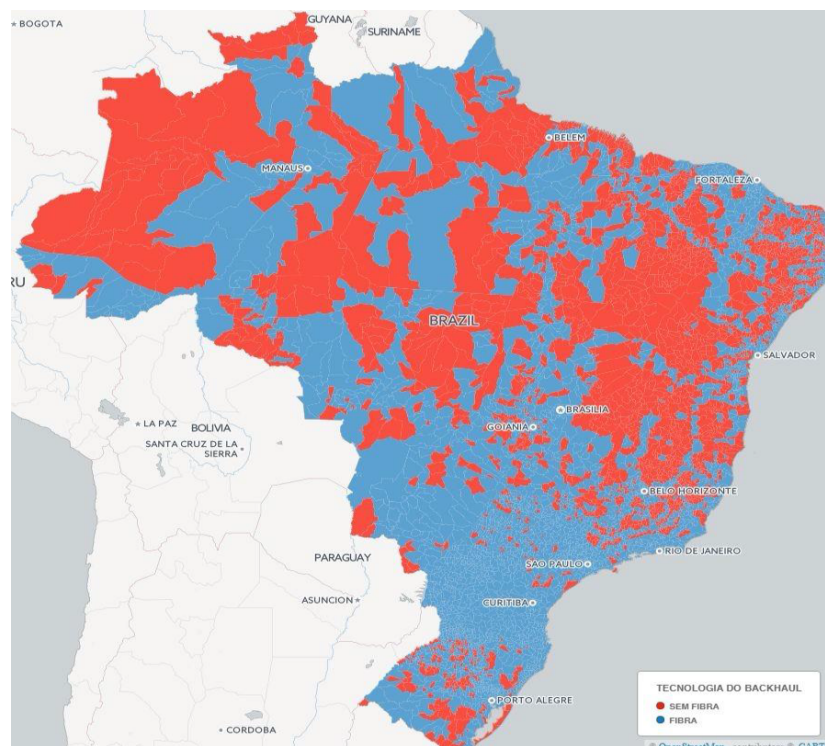 BOGOTA
GUYANA
SURINAME
MANAUS
BELEM
FORTALEZA
RU
BRAZIL
SALVADOR
LA PAZ
BOLIVIA
SANTA CRUZ DE LA
SIERRA
BRASILIA
GOIANIA
BELO HORIZONTE
PARAGUAY
SAO PAULO
RIO DE JANEIRO
ASUNCION
CURITIBA
PORTO ALEGRE
CORDOBA
TECNOLOGIA DO BACKHAUL
SEM FIBRA
FIBRA